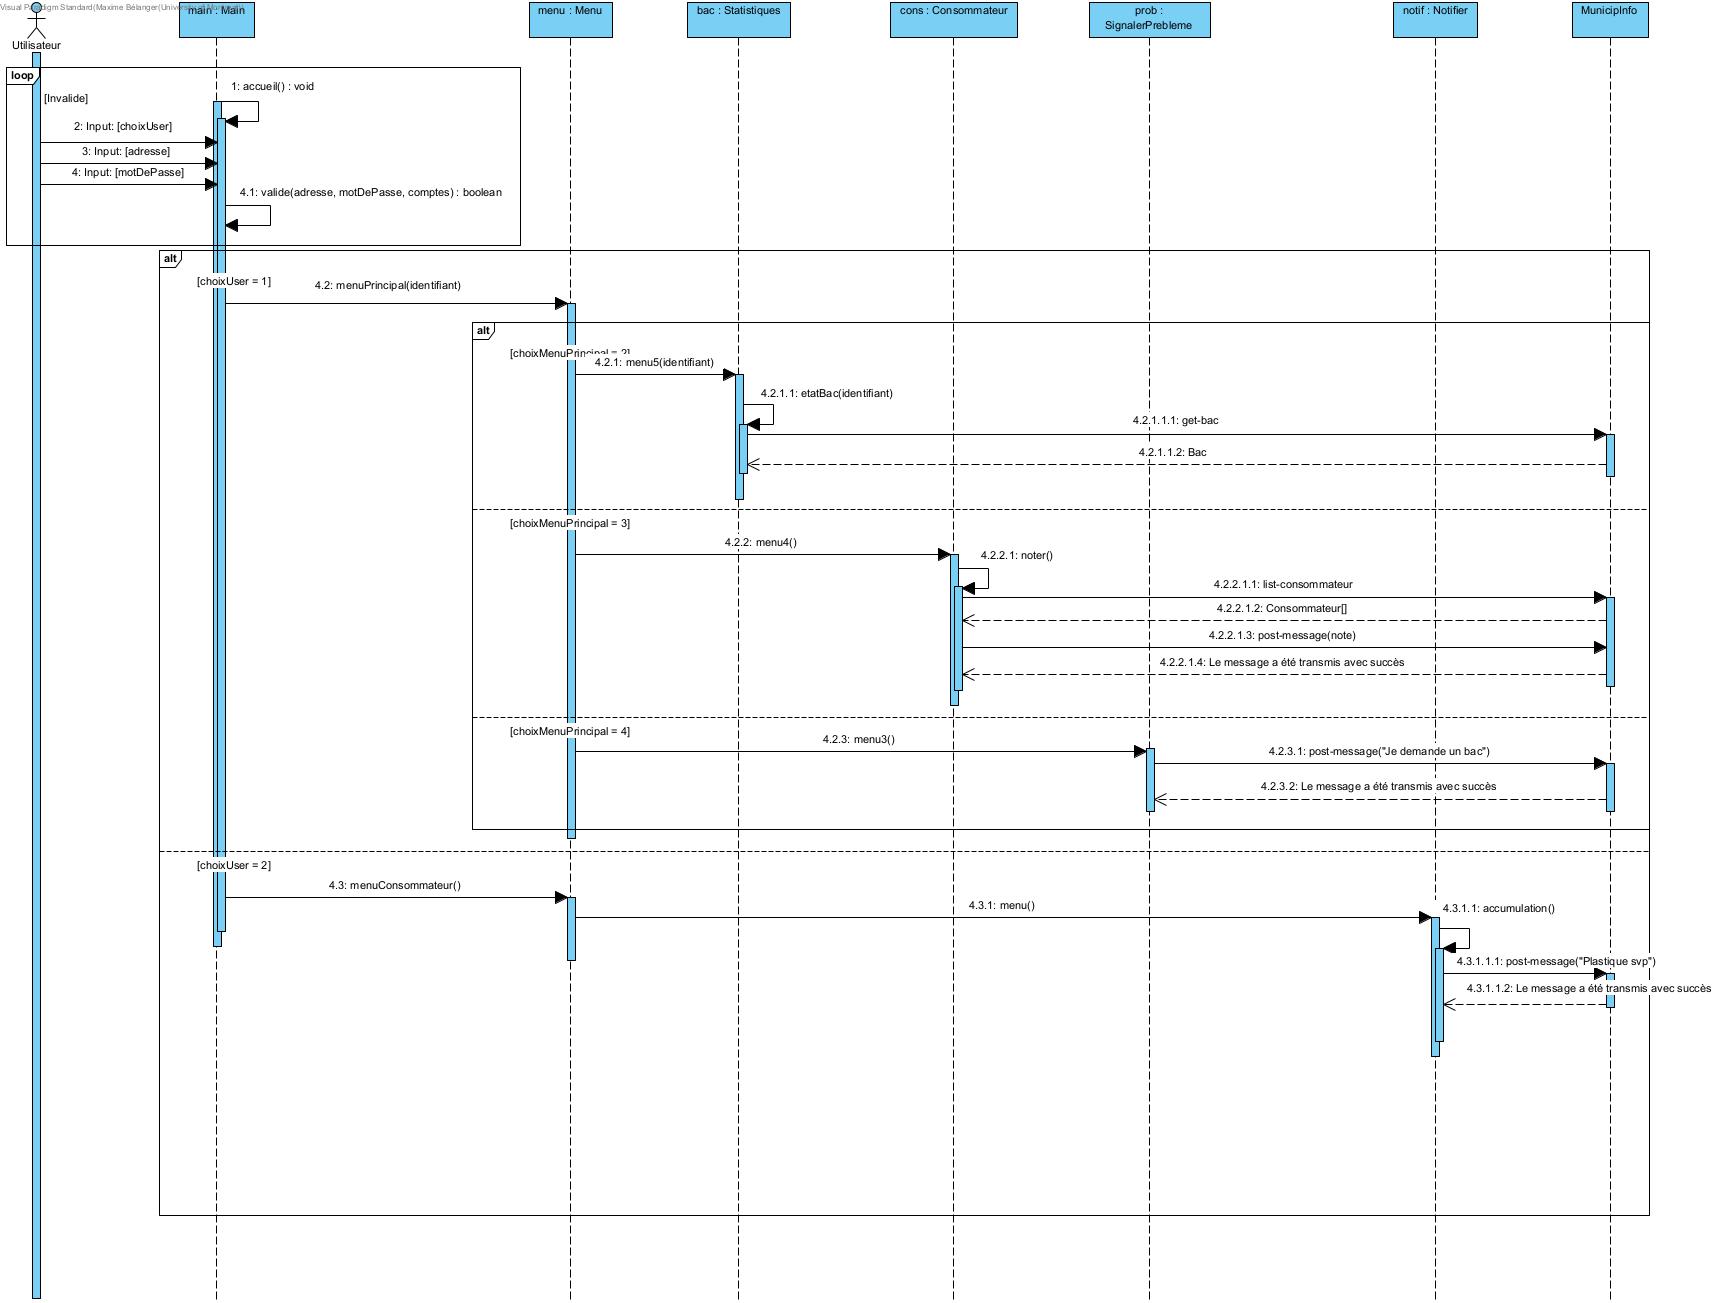 Visual Paradigm Standard(Maxime Bélanger(Université de Montréal))
main : Main
menu : Menu
bac : Statistiques
cons : Consommateur
prob :
SignalerPrebleme
notif : Notifier
MunicipInfo
Utilisateur
loop
[Invalide]
1: accueil() : void
2: Input: [choixUser]
3: Input: [adresse]
4: Input: [motDePasse]
4.1: valide(adresse, motDePasse, comptes) : boolean
alt
[choixUser = 1]
4.2: menuPrincipal(identifiant)
alt
[choixMenuPrincipal = 2]
4.2.1: menu5(identifiant)
4.2.1.1: etatBac(identifiant)
4.2.1.1.1: get-bac
4.2.1.1.2: Bac
[choixMenuPrincipal = 3]
4.2.2: menu4()
4.2.2.1: noter()
4.2.2.1.1: list-consommateur
4.2.2.1.2: Consommateur[]
4.2.2.1.3: post-message(note)
4.2.2.1.4: Le message a été transmis avec succès
[choixMenuPrincipal = 4]
4.2.3: menu3()
4.2.3.1: post-message("Je demande un bac")
4.2.3.2: Le message a été transmis avec succès
[choixUser = 2]
4.3: menuConsommateur()
4.3.1: menu()
4.3.1.1: accumulation()
4.3.1.1.1: post-message("Plastique svp")
4.3.1.1.2: Le message a été transmis avec succès